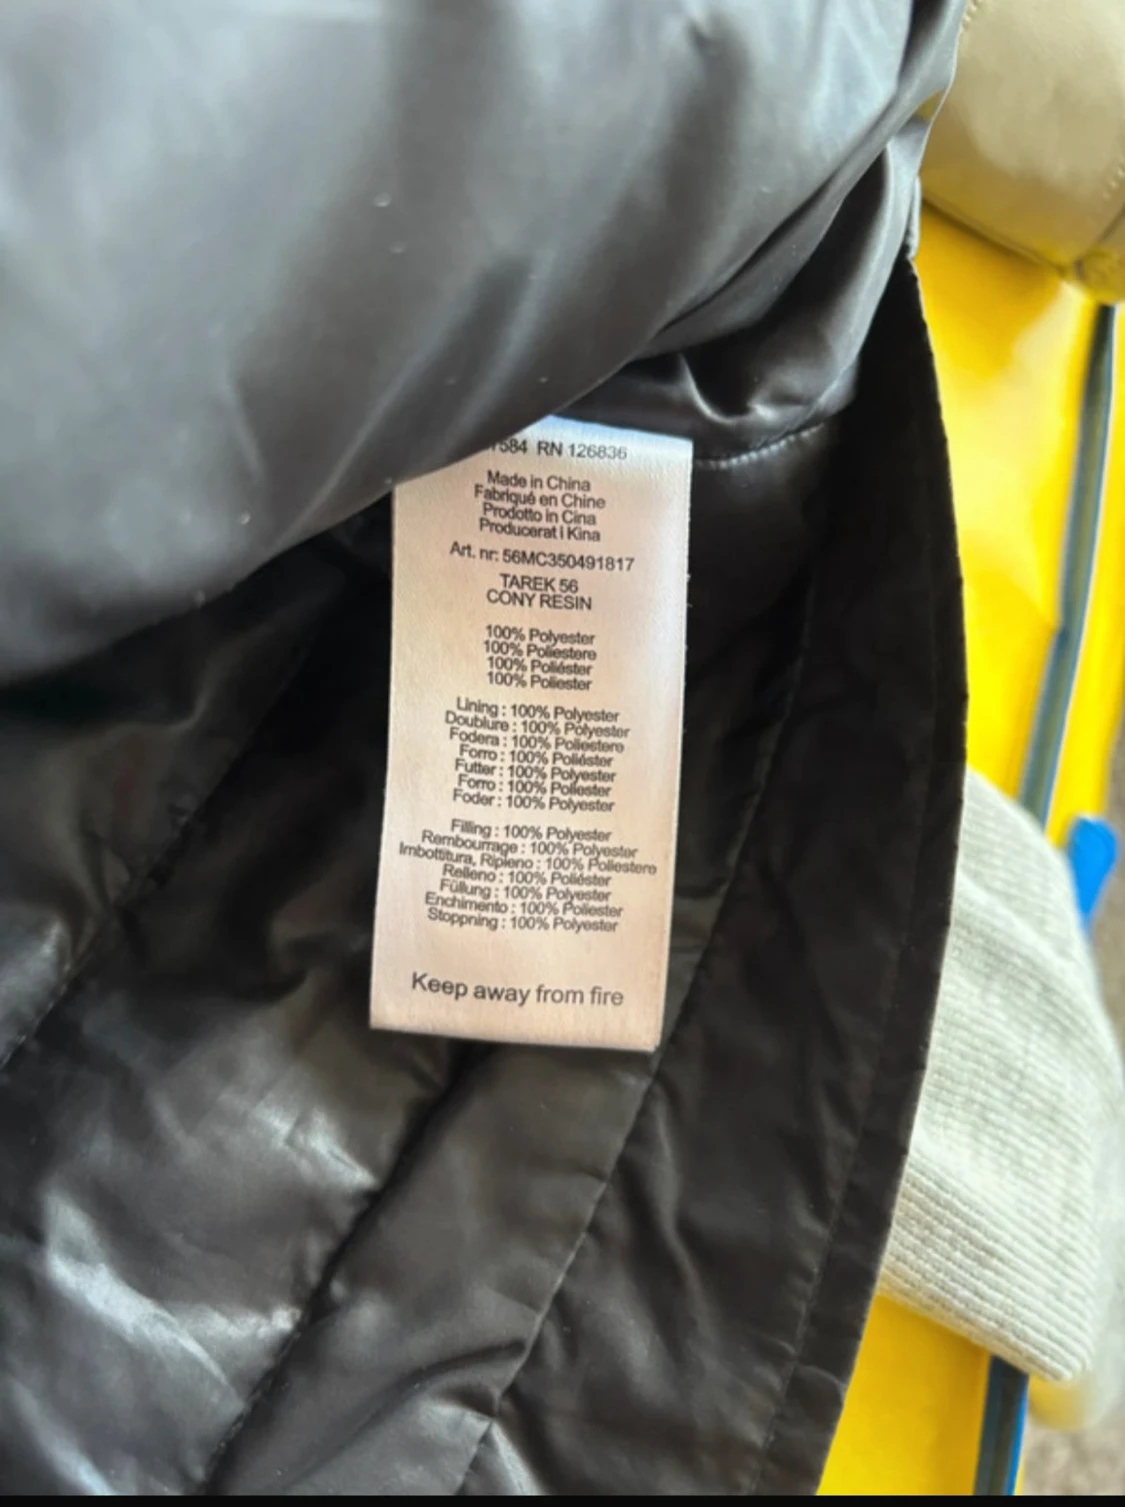 584 RN 126836
Made in China
Fabriqué en Chine
Prodotto in Cina
Producerat i Kina
Art. nr: 56MC350491817
TAREK 56
CONY RESIN
100% Polyester
100% Poliestere
100% Poliéster
100% Poliester
Lining : 100% Polyester
Doublure : 100% Polyester
Fodera : 100% Poliestere
Forro : 100% Poliéster
Futter : 100% Polyester
Forro : 100% Poliester
Foder : 100% Polyester
Filling : 100% Polyester
Rembourrage : 100% Polyester
Imbottitura, Ripieno : 100% Poliestere
Relleno : 100% Poliéster
Füllung : 100% Polyester
Enchimento : 100% Poliester
Stoppning : 100% Polyester
Keep away from fire